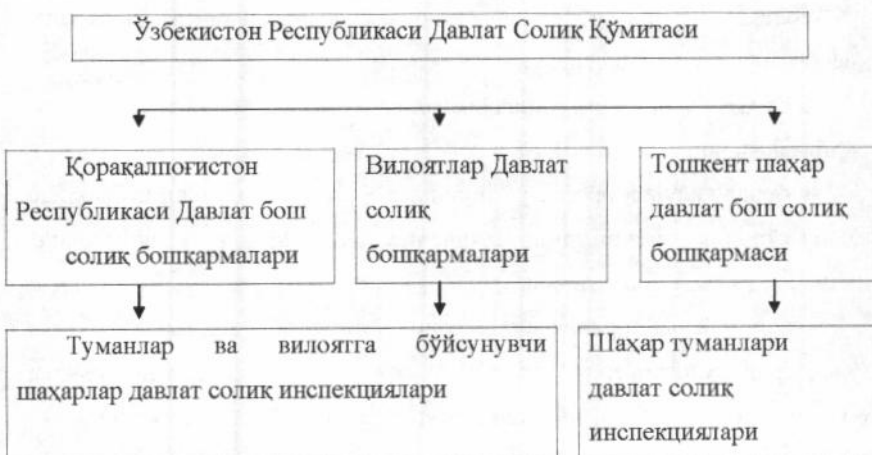 Ўзбекистон Республикаси Давлат Солиқ Қўмитаси
Қорақалпоғистон
Республикаси Давлат бош
солиқ бошқармалари
Вилоятлар Давлат
солиқ
бошқармалари
Тошкент шаҳар
давлат бош солиқ
бошқармаси
Туманлар ва вилоятга бўйсунувчи
шаҳарлар давлат солиқ инспекциялари
Шаҳар туманлари
давлат солиқ
инспекциялари